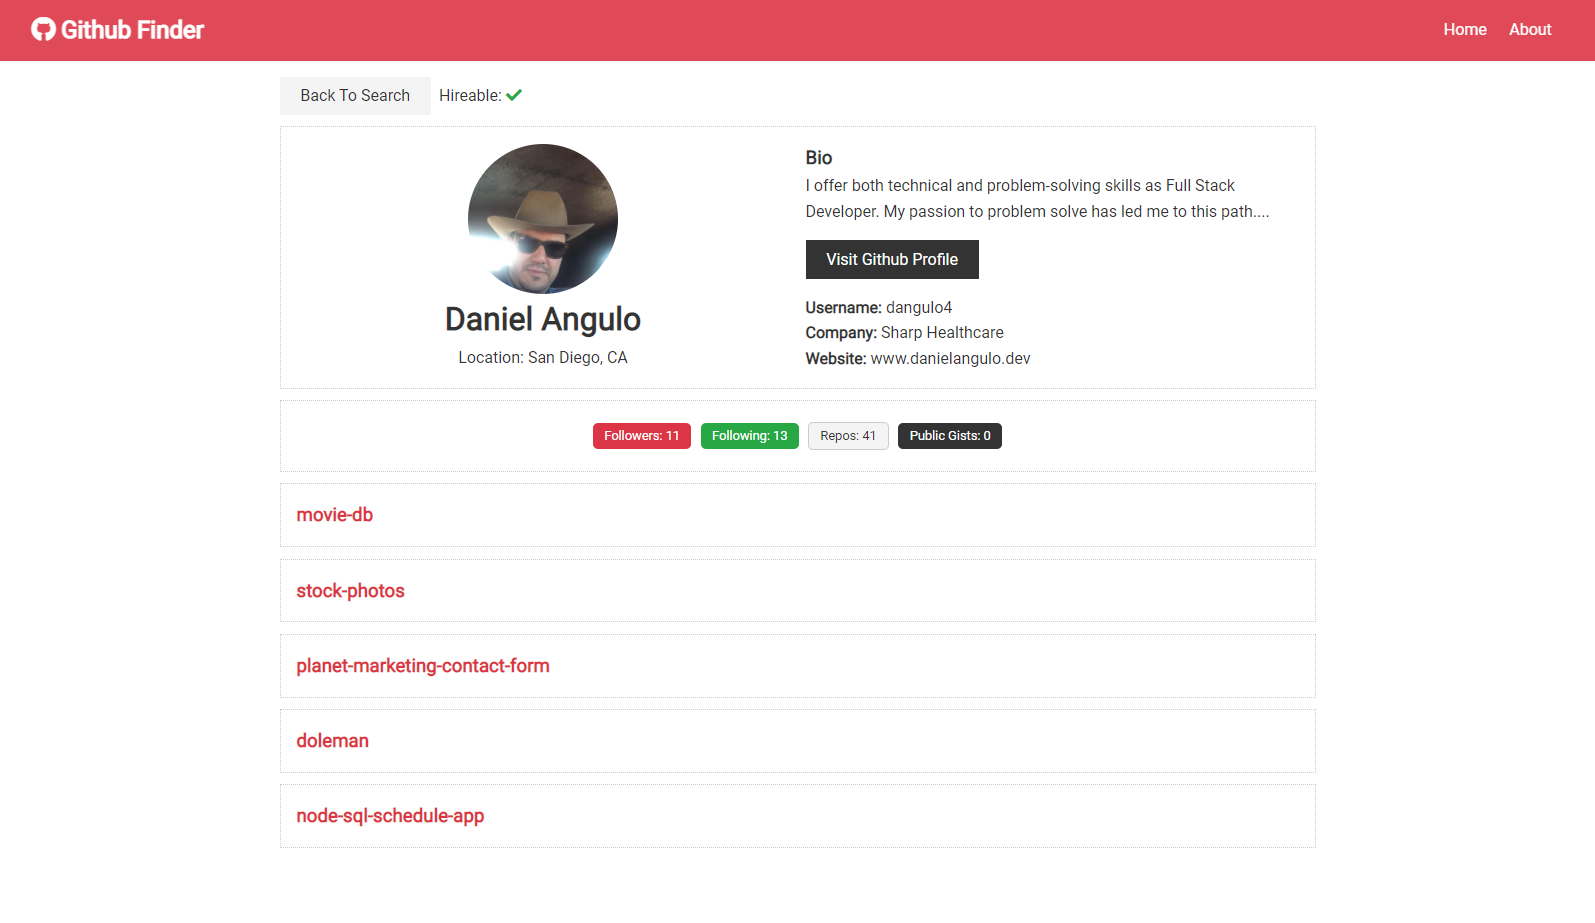 Github Finder
Home About
Back To Search Hireable:
Daniel Angulo
Location: San Diego, CA
Bio
I offer both technical and problem-solving skills as Full Stack
Developer. My passion to problem solve has led me to this path....
Visit Github Profile
Username: dangulo4
Company: Sharp Healthcare
Website: www.danielangulo.dev
Followers: 11 Following: 13 Repos: 41 Public Gists: 0
movie-db
stock-photos
planet-marketing-contact-form
doleman
node-sql-schedule-app